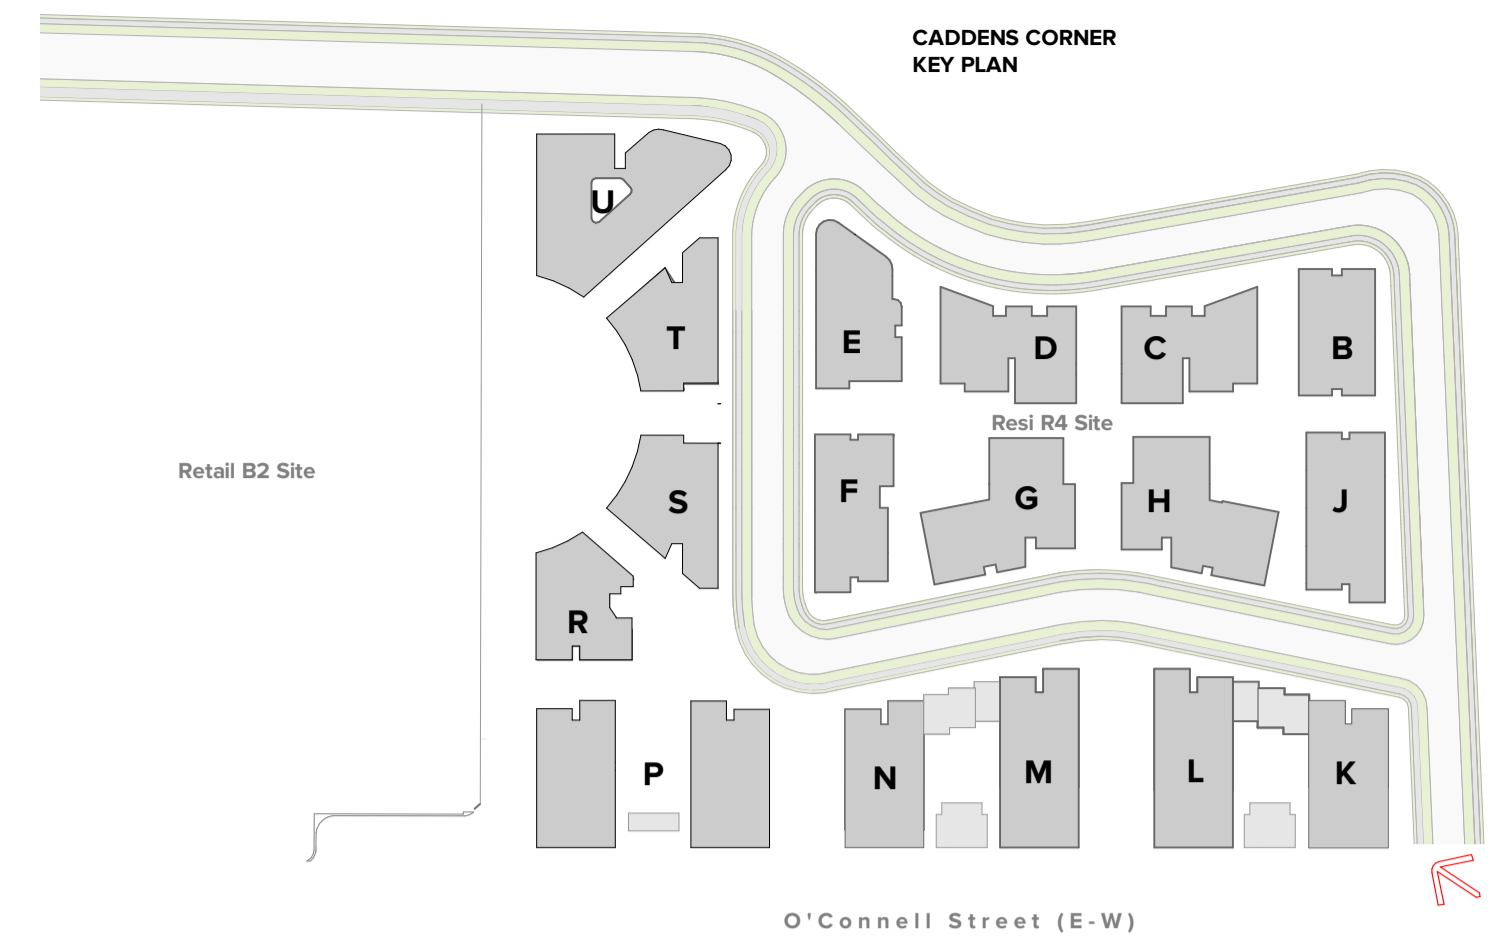 CADDENS CORNER
KEY PLAN
U
T
E
D
C
B
Resi R4 Site
Retail B2 Site
S
F
G
H
J
R
P
N
M
L
K
O'Connell Street (E-W)